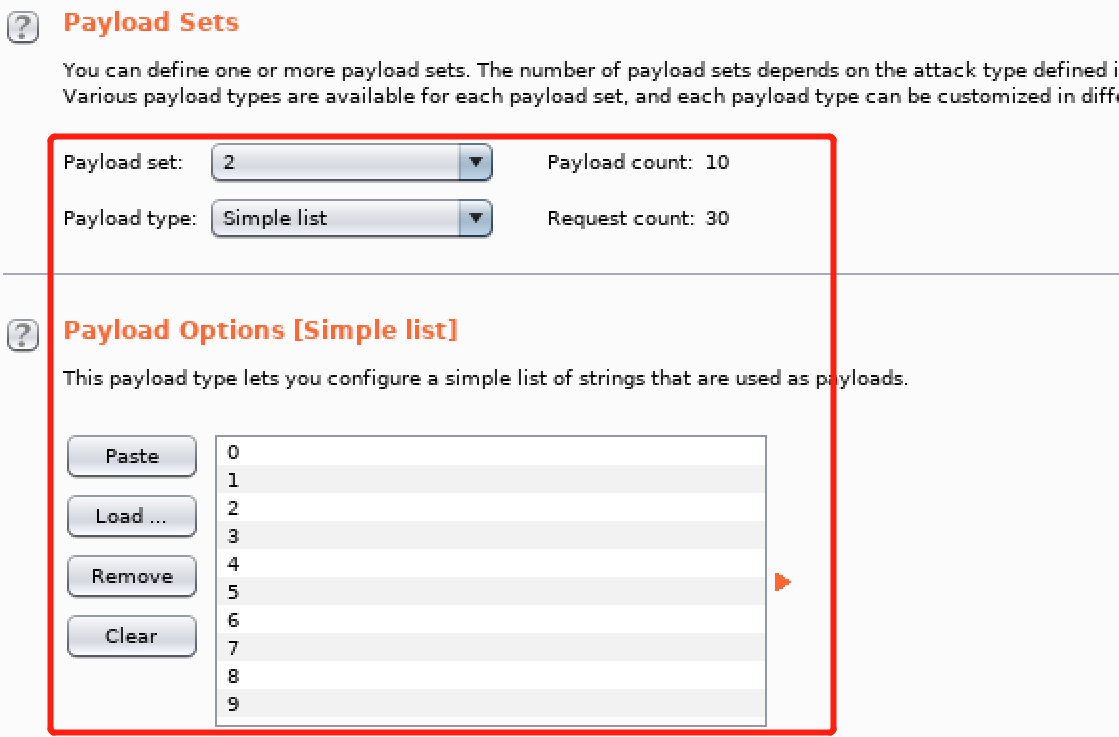 Payload Sets
You can define one or more payload sets. The number of payload sets depends on the attack type defined
Various payload types are available for each payload set, and each payload type can be customized in
Payload set: 2 Payload count: 10
Payload type: Simple list Request count: 30
Payload Options [Simple list]
This payload type lets you configure a simple list of strings that are used as payloads.
Paste
Load ...
Remove
Clear
0
1
2
3
4
5
6
7
8
9